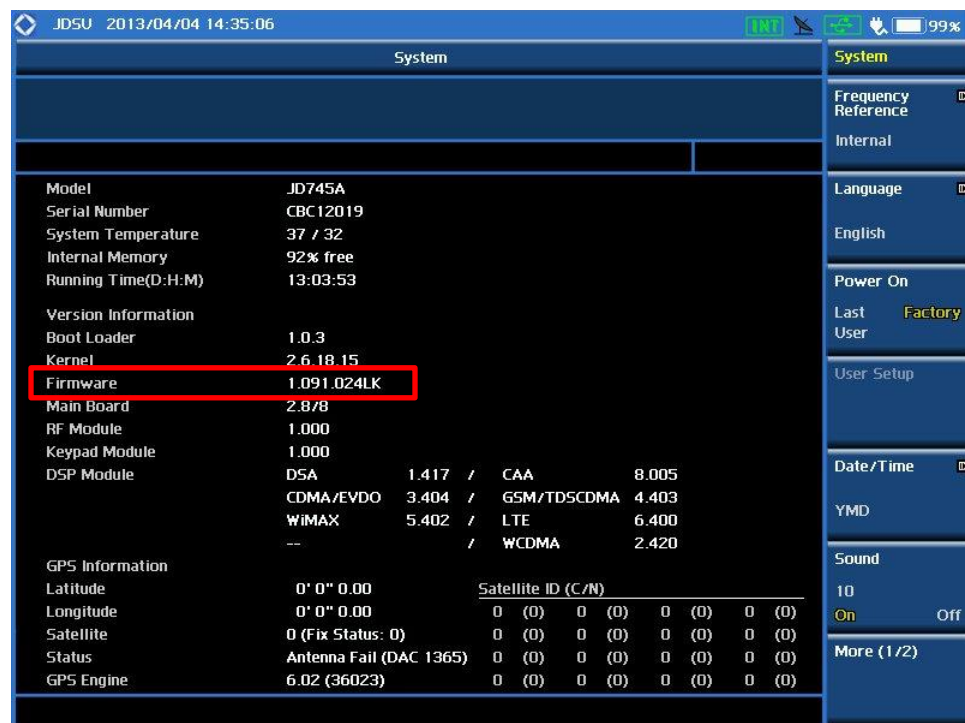 JDSU 2013/04/04 14:35:06 INT 99%
System
Model JD745A
Serial Number CBC12019
System Temperature 37 / 32
Internal Memory 92% free
Running Time(D:H:M) 13:03:53
Version Information
Boot Loader 1.0.3
Kernel 2.6.18.15
Firmware 1.091.024LK
Main Board 2.878
RF Module 1.000
Keypad Module 1.000
DSP Module DSA 1.417 / CAA 8.005
CDMA/EVDO 3.404 / GSM/TDSCDMA 4.403
WiMAX 5.402 / LTE 6.400
-- / WCDMA 2.420
GPS Information
Latitude 0' 0" 0.00 Satellite ID (C/N)
Longitude 0' 0" 0.00 0 (0) 0 (0) 0 (0) 0 (0)
Satellite 0 (Fix Status: 0) 0 (0) 0 (0) 0 (0) 0 (0)
Status Antenna Fail (DAC 1365) 0 (0) 0 (0) 0 (0) 0 (0)
GPS Engine 6.02 (36023) 0 (0) 0 (0) 0 (0) 0 (0)
System
Frequency
Reference
Internal
Language
English
Power On
Last Factory
User
User Setup
Date/Time
YMD
Sound
10
On Off
More (1/2)